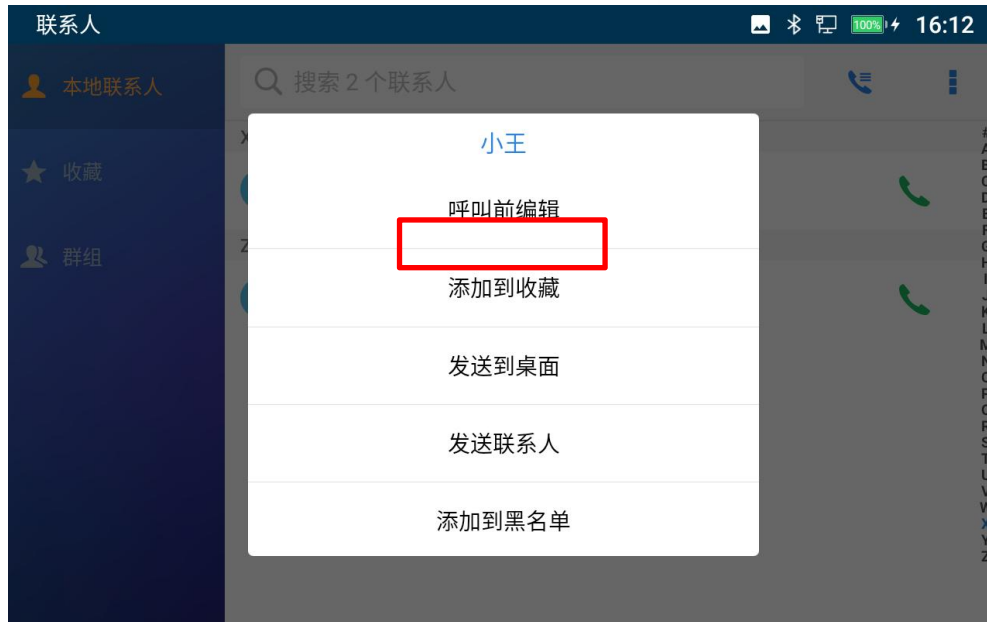 联系人
100%
16:12
本地联系人
搜索 2 个联系人
收藏
群组
小王
呼叫前编辑
添加到收藏
发送到桌面
发送联系人
添加到黑名单
X
Z